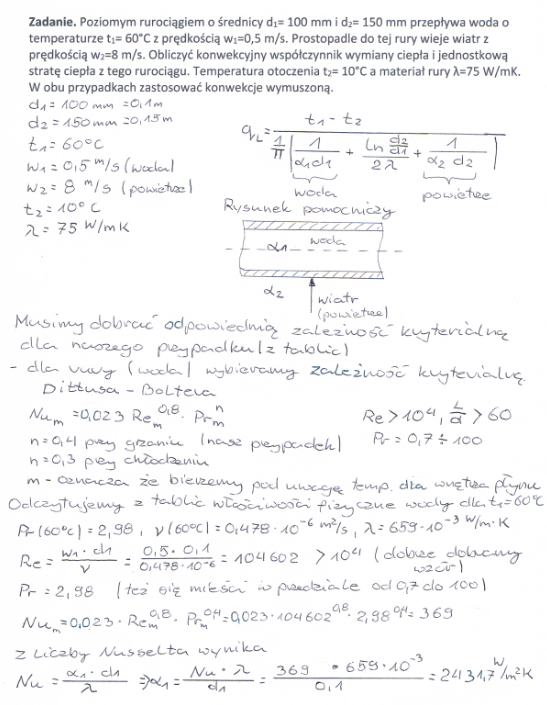 Zadanie. Poziomym rurociągiem o średnicy d₁= 100 mm i d₂= 150 mm przepływa woda o
temperaturze t₁= 60°C z prędkością w₁=0,5 m/s. Prostopadle do tej rury wieje wiatr z
prędkością w₂=8 m/s. Obliczyć konwekcyjny współczynnik wymiany ciepła i jednostkową
stratę ciepła z tego rurociągu. Temperatura otoczenia t₂= 10°C a materiał rury λ=75 W/mK.
W obu przypadkach zastosować konwekcje wymuszoną.
d₁ = 100 mm = 0,1m
d₂ = 150 mm = 0,15m
t₁ = 60°C
w₁ = 0,5 m/s (woda)
w₂ = 8 m/s (powietrze)
t₂ = 10°C
λ = 75 W/mK
q_L = (t₁ - t₂) / (1/π [1/(α₁d₁) + (ln d₂/d₁)/(2λ) + 1/(α₂ d₂)])
woda powietrze
Rysunek pomocniczy
α₁ woda
α₂ wiatr
(powietrze)
Musimy dobrać odpowiednią zależność kryterialną
dla naszego przypadku (z tablic)
- dla rury (woda) wybieramy zależność kryterialną
Dittusa - Boltera
Nu_m = 0,023 Re_m^0,8 · Pr_m^n Re > 10⁴, L/d > 60
n = 0,4 przy grzaniu (nasz przypadek) Pr = 0,7 ÷ 100
n = 0,3 przy chłodzeniu
m - oznacza że bierzemy pod uwagę temp. dla wnętrza płynu
Odczytujemy z tablic właściwości fizyczne wody dla t₁=60°C
Pr (60°C) = 2,98, ν (60°C) = 0,478 · 10⁻⁶ m²/s, λ = 659 · 10⁻³ W/m·K
Re = (w₁ · d₁)/ν = (0,5 · 0,1)/(0,478 · 10⁻⁶) = 104602 > 10⁴ (dobrze dobrany
wzór)
Pr = 2,98 (też się mieści w przedziale od 0,7 do 100)
Nu_m = 0,023 · Re_m^0,8 · Pr_m^0,4 = 0,023 · 104602^0,8 · 2,98^0,4 = 369
z Liczby Nusselta wynika
Nu = (α₁ · d₁)/λ ⇒ α₁ = (Nu · λ)/d₁ = (369 · 659 · 10⁻³)/0,1 = 2431,7 W/m²K